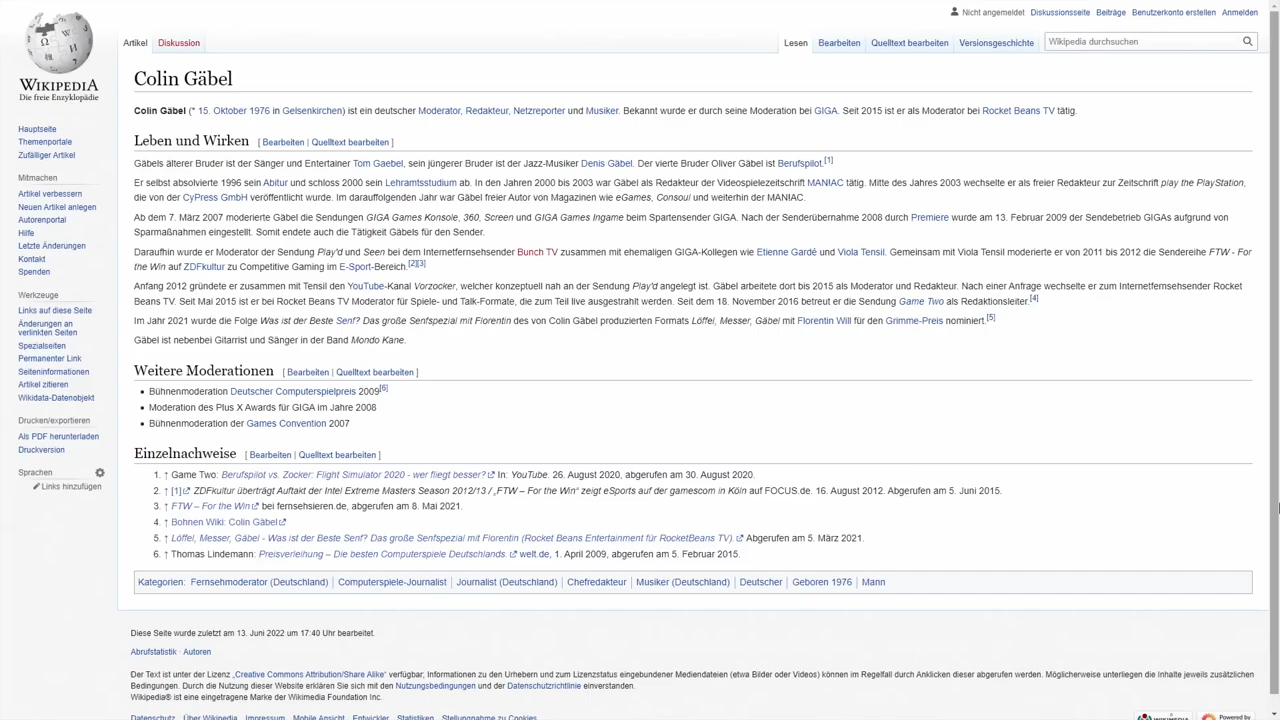 Nicht angemeldet Diskussionsseite Beiträge Benutzerkonto erstellen Anmelden
WIKIPEDIA
Die freie Enzyklopädie
Artikel Diskussion Lesen Bearbeiten Quelltext bearbeiten Versionsgeschichte Wikipedia durchsuchen
Hauptseite
Themenportale
Zufälliger Artikel
Mitmachen
Artikel verbessern
Neuen Artikel anlegen
Autorenportal
Hilfe
Letzte Änderungen
Kontakt
Spenden
Werkzeuge
Links auf diese Seite
Änderungen an
verlinkten Seiten
Spezialseiten
Permanenter Link
Seiteninformationen
Artikel zitieren
Wikidata-Datenobjekt
Drucken/exportieren
Als PDF herunterladen
Druckversion
Sprachen
Links hinzufügen
Colin Gäbel
Colin Gäbel (* 15. Oktober 1976 in Gelsenkirchen) ist ein deutscher Moderator, Redakteur, Netzreporter und Musiker. Bekannt wurde er durch seine Moderation bei GIGA. Seit 2015 ist er als Moderator bei Rocket Beans TV tätig.
Leben und Wirken [ Bearbeiten | Quelltext bearbeiten ]
Gäbels älterer Bruder ist der Sänger und Entertainer Tom Gaebel, sein jüngerer Bruder ist der Jazz-Musiker Denis Gäbel. Der vierte Bruder Oliver Gäbel ist Berufspilot.[1]
Er selbst absolvierte 1996 sein Abitur und schloss 2000 sein Lehramtsstudium ab. In den Jahren 2000 bis 2003 war Gäbel als Redakteur der Videospielezeitschrift MANIAC tätig. Mitte des Jahres 2003 wechselte er als freier Redakteur zur Zeitschrift play the PlayStation,
die von der CyPress GmbH veröffentlicht wurde. Im darauffolgenden Jahr war Gäbel freier Autor von Magazinen wie eGames, Consoul und weiterhin der MANIAC.
Ab dem 7. März 2007 moderierte Gäbel die Sendungen GIGA Games Konsole, 360, Screen und GIGA Games Ingame beim Spartensender GIGA. Nach der Senderübernahme 2008 durch Premiere wurde am 13. Februar 2009 der Sendebetrieb GIGAs aufgrund von
Sparmaßnahmen eingestellt. Somit endete auch die Tätigkeit Gäbels für den Sender.
Daraufhin wurde er Moderator der Sendung Play'd und Seen bei dem Internetfernsehsender Bunch TV zusammen mit ehemaligen GIGA-Kollegen wie Etienne Gardé und Viola Tensil. Gemeinsam mit Viola Tensil moderierte er von 2011 bis 2012 die Sendereihe FTW - For
the Win auf ZDFkultur zu Competitive Gaming im E-Sport-Bereich.[2][3]
Anfang 2012 gründete er zusammen mit Tensil den YouTube-Kanal Vorzocker, welcher konzeptuell nah an der Sendung Play'd angelegt ist. Gäbel arbeitete dort bis 2015 als Moderator und Redakteur. Nach einer Anfrage wechselte er zum Internetfernsehsender Rocket
Beans TV. Seit Mai 2015 ist er bei Rocket Beans TV Moderator für Spiele- und Talk-Formate, die zum Teil live ausgestrahlt werden. Seit dem 18. November 2016 betreut er die Sendung Game Two als Redaktionsleiter.[4]
Im Jahr 2021 wurde die Folge Was ist der Beste Senf? Das große Senfspezial mit Florentin des von Colin Gäbel produzierten Formats Löffel, Messer, Gäbel mit Florentin Will für den Grimme-Preis nominiert.[5]
Gäbel ist nebenbei Gitarrist und Sänger in der Band Mondo Kane.
Weitere Moderationen [ Bearbeiten | Quelltext bearbeiten ]
• Bühnenmoderation Deutscher Computerspielpreis 2009[6]
• Moderation des Plus X Awards für GIGA im Jahre 2008
• Bühnenmoderation der Games Convention 2007
Einzelnachweise [ Bearbeiten | Quelltext bearbeiten ]
1. ↑ Game Two: Berufspilot vs. Zocker: Flight Simulator 2020 - wer fliegt besser? In: YouTube. 26. August 2020, abgerufen am 30. August 2020.
2. ↑ [1] ZDFkultur überträgt Auftakt der Intel Extreme Masters Season 2012/13 / „FTW – For the Win“ zeigt eSports auf der gamescom in Köln auf FOCUS.de. 16. August 2012. Abgerufen am 5. Juni 2015.
3. ↑ FTW – For the Win bei fernsehsieren.de, abgerufen am 8. Mai 2021.
4. ↑ Bohnen Wiki: Colin Gäbel
5. ↑ Löffel, Messer, Gäbel - Was ist der Beste Senf? Das große Senfspezial mit Florentin (Rocket Beans Entertainment für RocketBeans TV). Abgerufen am 5. März 2021.
6. ↑ Thomas Lindemann: Preisverleihung – Die besten Computerspiele Deutschlands. welt.de, 1. April 2009, abgerufen am 5. Februar 2015.
Kategorien: Fernsehmoderator (Deutschland) | Computerspiele-Journalist | Journalist (Deutschland) | Chefredakteur | Musiker (Deutschland) | Deutscher | Geboren 1976 | Mann
Diese Seite wurde zuletzt am 13. Juni 2022 um 17:40 Uhr bearbeitet.
Abrufstatistik · Autoren
Der Text ist unter der Lizenz „Creative Commons Attribution/Share Alike“ verfügbar; Informationen zu den Urhebern und zum Lizenzstatus eingebundener Mediendateien (etwa Bilder oder Videos) können im Regelfall durch Anklicken dieser abgerufen werden. Möglicherweise unterliegen die Inhalte jeweils zusätzlichen
Bedingungen. Durch die Nutzung dieser Website erklären Sie sich mit den Nutzungsbedingungen und der Datenschutzrichtlinie einverstanden.
Wikipedia® ist eine eingetragene Marke der Wikimedia Foundation Inc.
Datenschutz Über Wikipedia Impressum Mobile Ansicht Entwickler Statistiken Stellungnahme zu Cookies
WIKIMEDIA Powered by